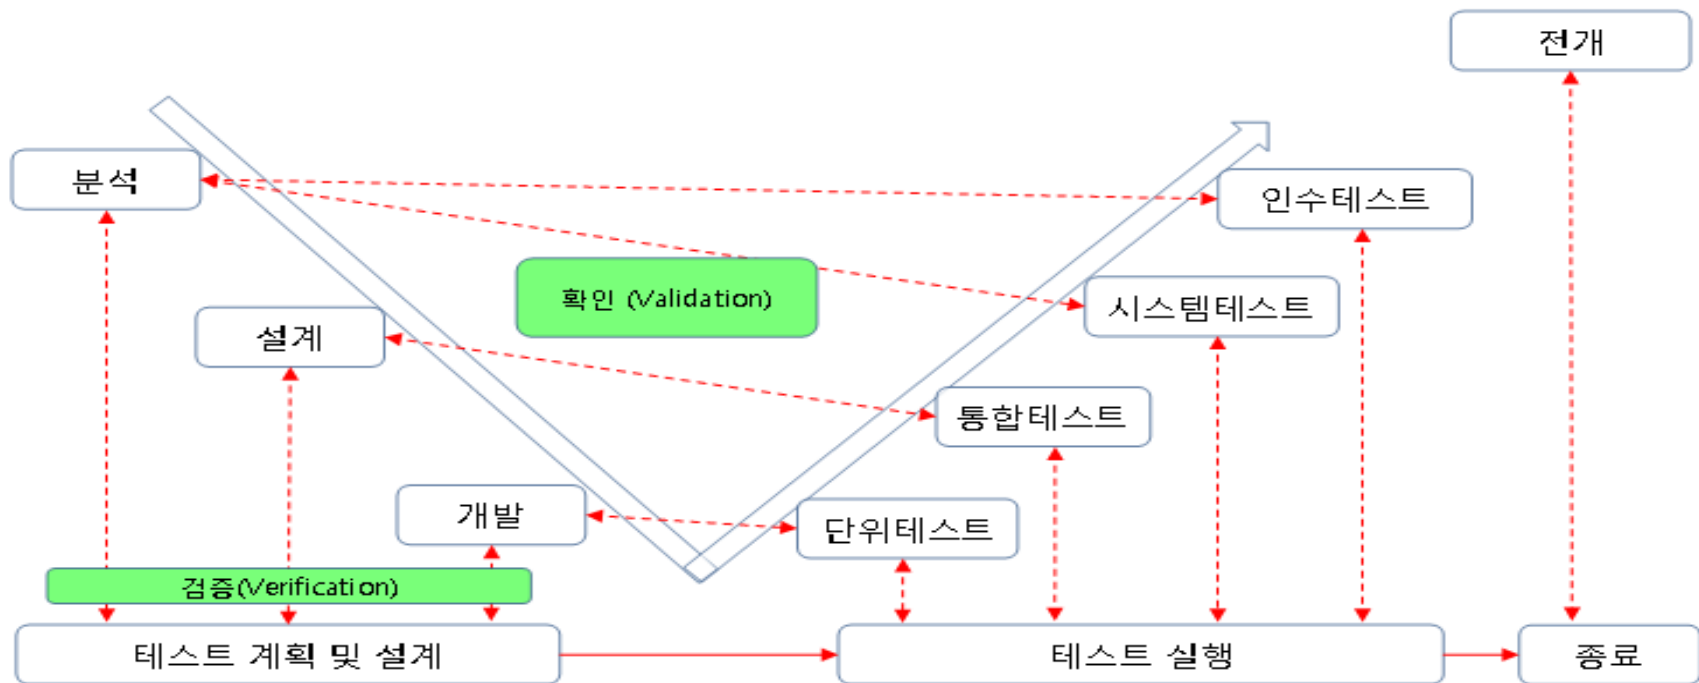 전개
분석
인수테스트
확인 (Validation)
시스템테스트
설계
통합테스트
개발
단위테스트
검증(Verification)
테스트 계획 및 설계
테스트 실행
종료